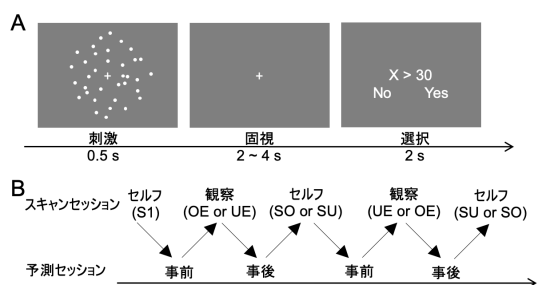 A
X > 30
No Yes
刺激 固視 選択
0.5 s 2 ~ 4 s 2 s
B
セルフ 観察 セルフ 観察 セルフ
スキャンセッション (S1) (OE or UE) (SO or SU) (UE or OE) (SU or SO)
予測セッション 事前 事後 事前 事後